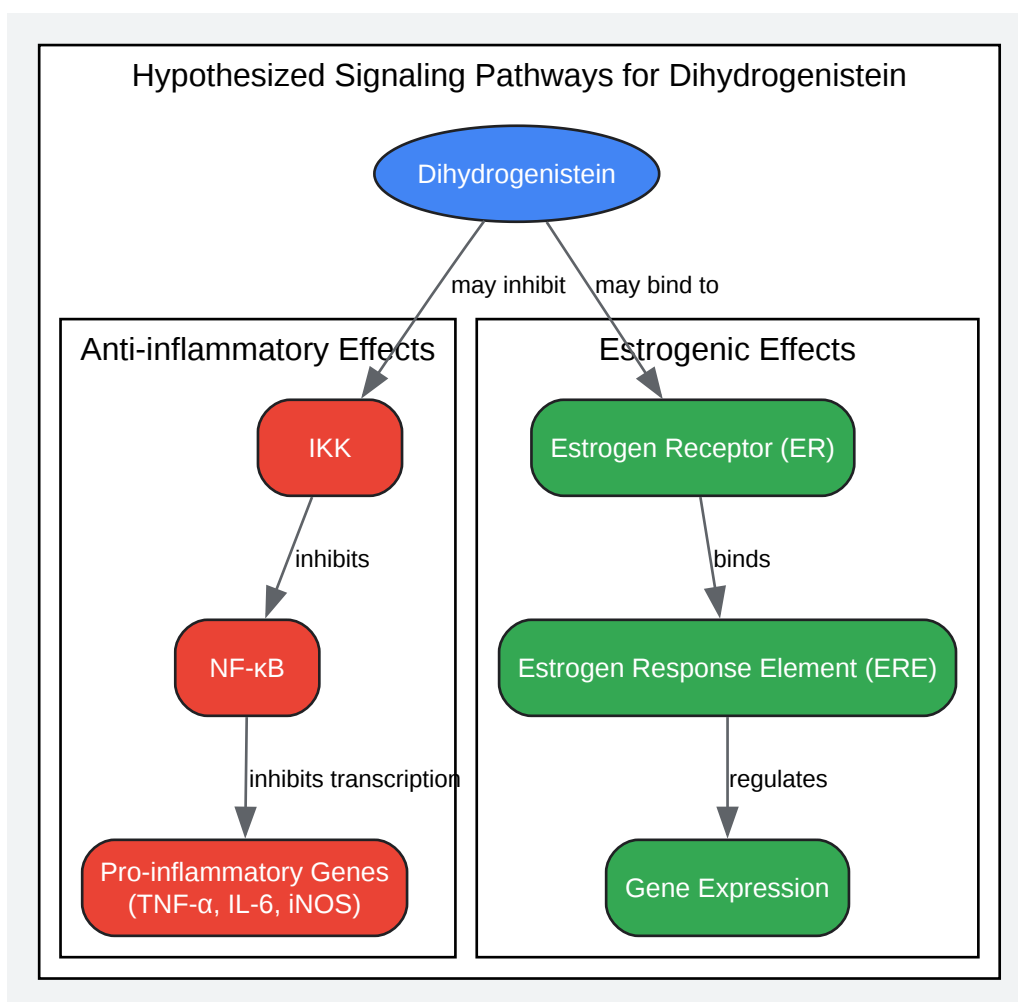 Hypothesized Signaling Pathways for Dihydrogenistein
Dihydrogenistein
may inhibit
may bind to
Anti-inflammatory Effects
IKK
inhibits
NF-κB
inhibits transcription
Pro-inflammatory Genes
(TNF-α, IL-6, iNOS)
Estrogenic Effects
Estrogen Receptor (ER)
binds
Estrogen Response Element (ERE)
regulates
Gene Expression